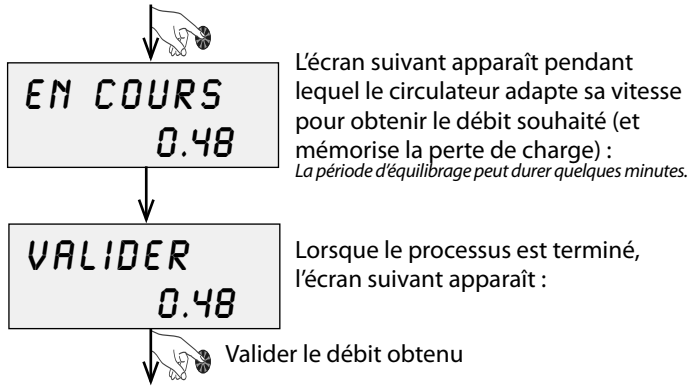 EN COURS
0.48
L'écran suivant apparaît pendant
lequel le circulateur adapte sa vitesse
pour obtenir le débit souhaité (et
mémorise la perte de charge) :
La période d'équilibrage peut durer quelques minutes.
VALIDER
0.48
Lorsque le processus est terminé,
l'écran suivant apparaît :
Valider le débit obtenu